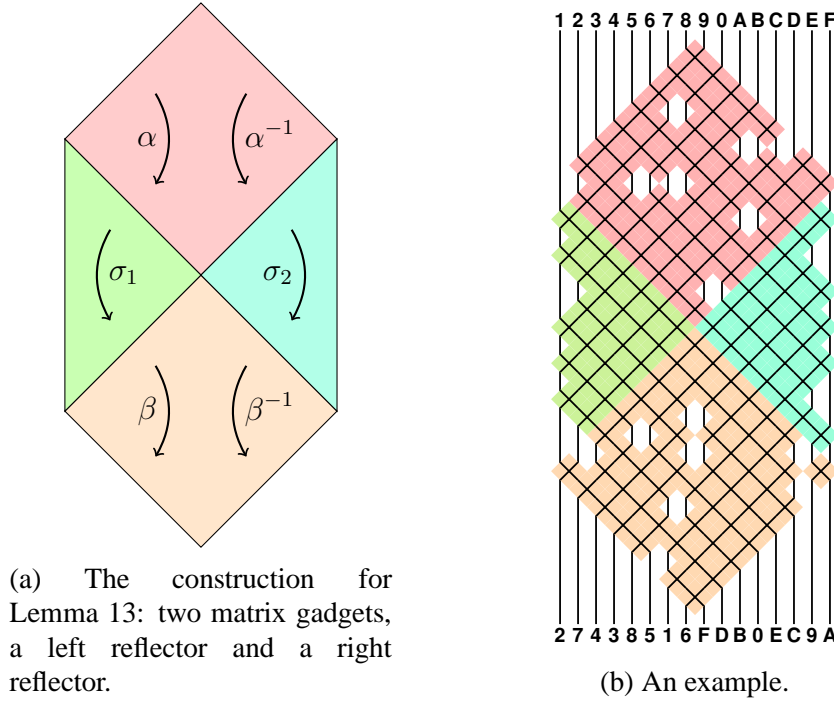 1 2 3 4 5 6 7 8 9 0 A B C D E F
α
α⁻¹
σ₁
σ₂
β
β⁻¹
2 7 4 3 8 5 1 6 F D B 0 E C 9 A
(a) The construction for
Lemma 13: two matrix gadgets,
a left reflector and a right
reflector.
(b) An example.